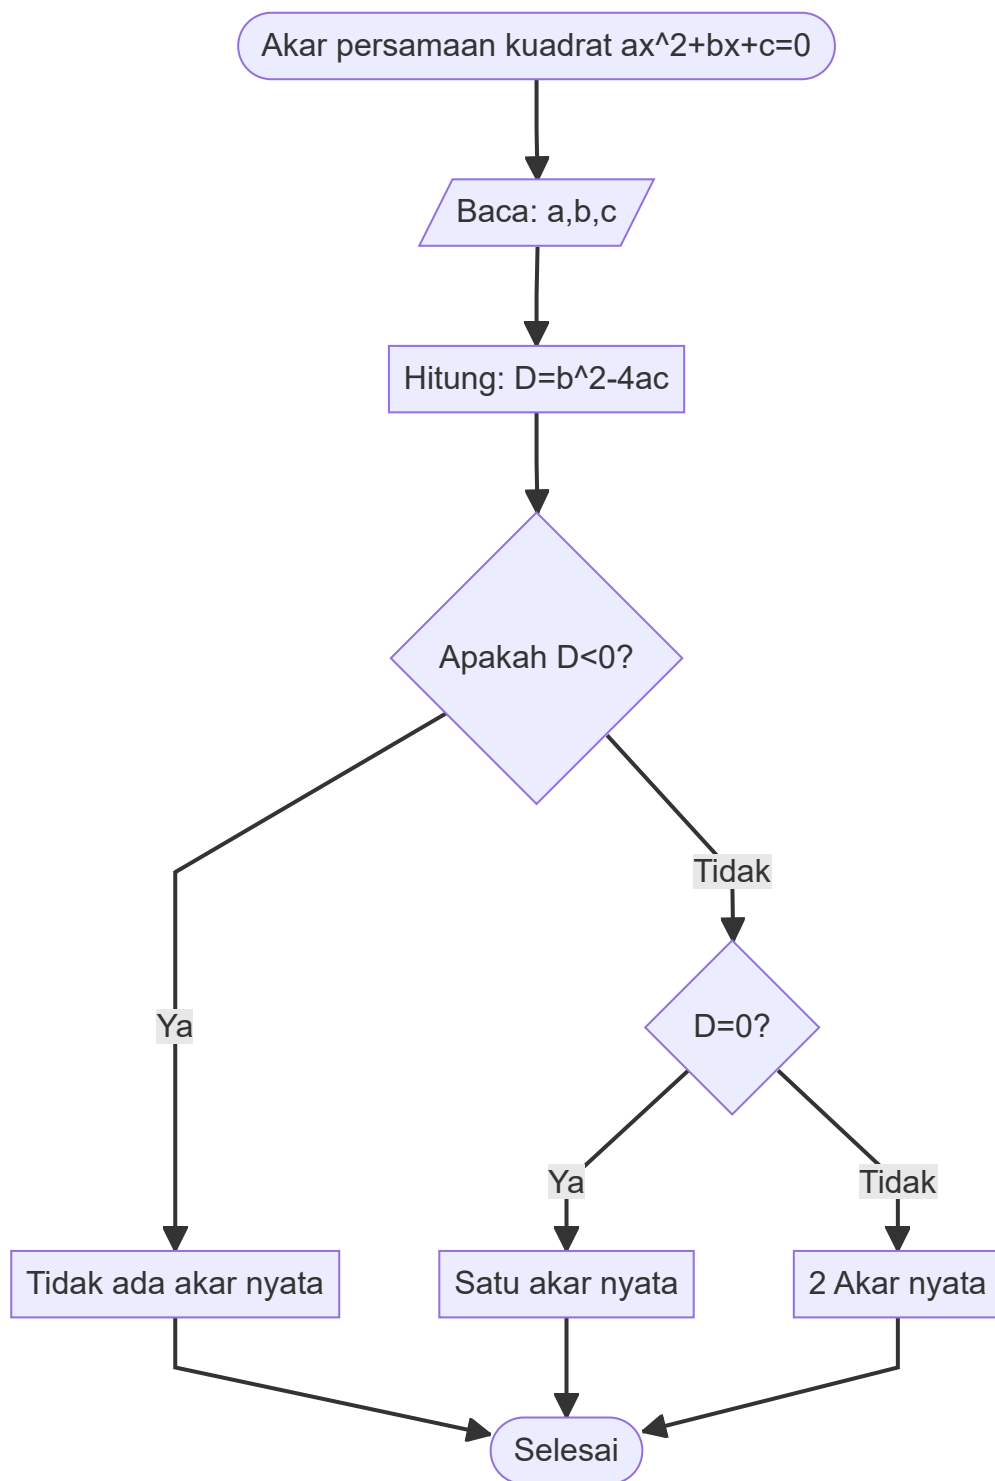 Akar persamaan kuadrat ax^2+bx+c=0
Baca: a,b,c
Hitung: D=b^2-4ac
Apakah D<0?
Tidak
Ya
D=0?
Ya
Tidak
Tidak ada akar nyata
Satu akar nyata
2 Akar nyata
Selesai